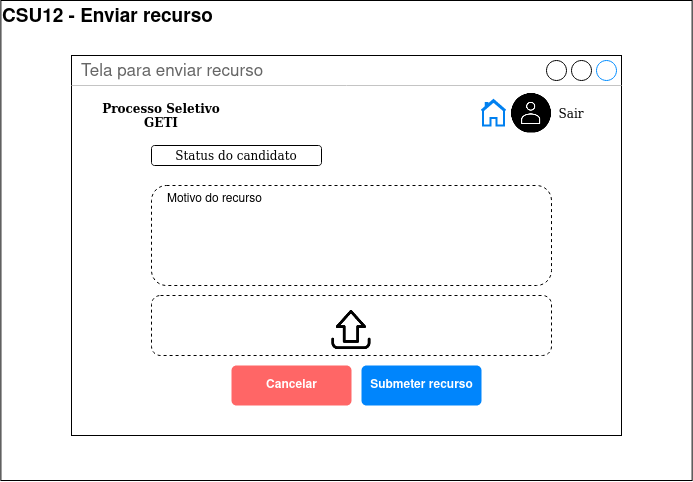 CSU12 - Enviar recurso
Tela para enviar recurso
Processo Seletivo
GETI
Sair
Status do candidato
Motivo do recurso
Cancelar
Submeter recurso